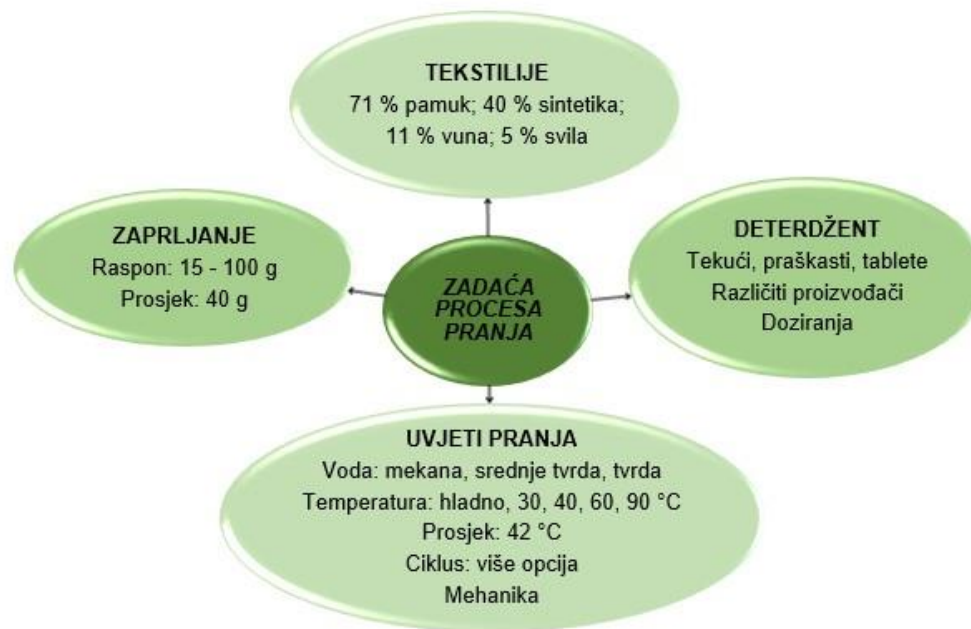 TEKSTILIJE
71 % pamuk; 40 % sintetika;
11 % vuna; 5 % svila
ZAPRLJANJE
Raspon: 15 - 100 g
Prosjek: 40 g
ZADAĆA
PROCESA
PRANJA
DETERDŽENT
Tekući, praškasti, tablete
Različiti proizvođači
Doziranja
UVJETI PRANJA
Voda: mekana, srednje tvrda, tvrda
Temperatura: hladno, 30, 40, 60, 90 °C
Prosjek: 42 °C
Ciklus: više opcija
Mehanika